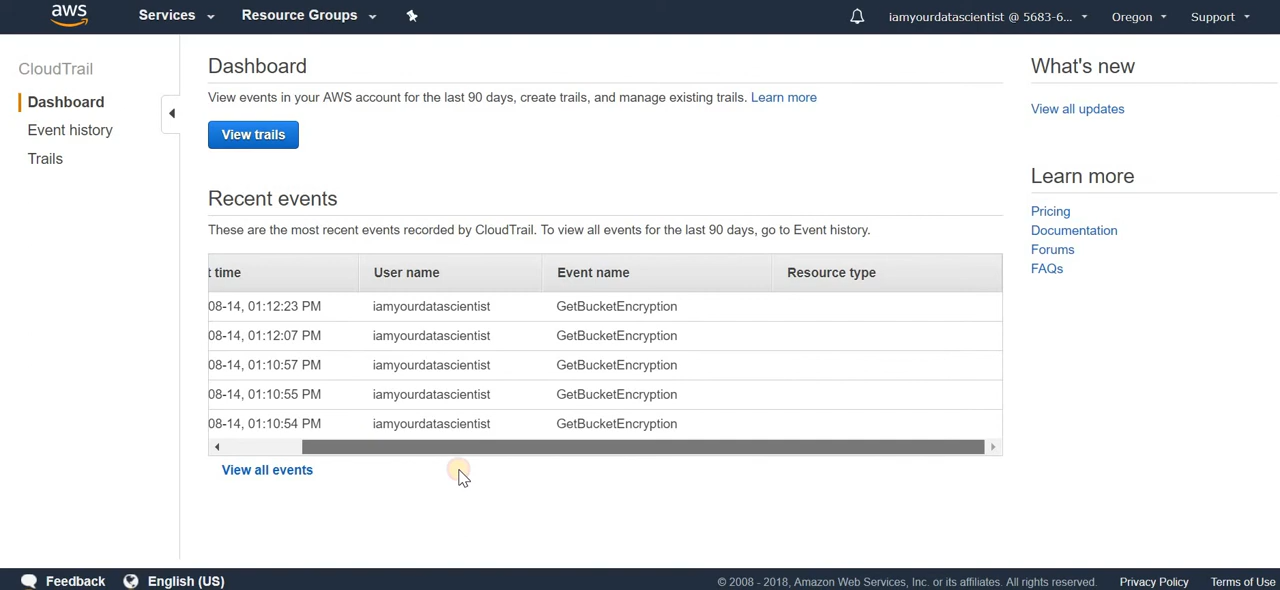 aws Services Resource Groups iamyourdatascientist @ 5683-6... Oregon Support
CloudTrail
Dashboard
Event history
Trails
Dashboard
View events in your AWS account for the last 90 days, create trails, and manage existing trails. Learn more
View trails
Recent events
These are the most recent events recorded by CloudTrail. To view all events for the last 90 days, go to Event history.
t time User name Event name Resource type
08-14, 01:12:23 PM iamyourdatascientist GetBucketEncryption
08-14, 01:12:07 PM iamyourdatascientist GetBucketEncryption
08-14, 01:10:57 PM iamyourdatascientist GetBucketEncryption
08-14, 01:10:55 PM iamyourdatascientist GetBucketEncryption
08-14, 01:10:54 PM iamyourdatascientist GetBucketEncryption
View all events
What's new
View all updates
Learn more
Pricing
Documentation
Forums
FAQs
Feedback English (US) © 2008 - 2018, Amazon Web Services, Inc. or its affiliates. All rights reserved. Privacy Policy Terms of Use